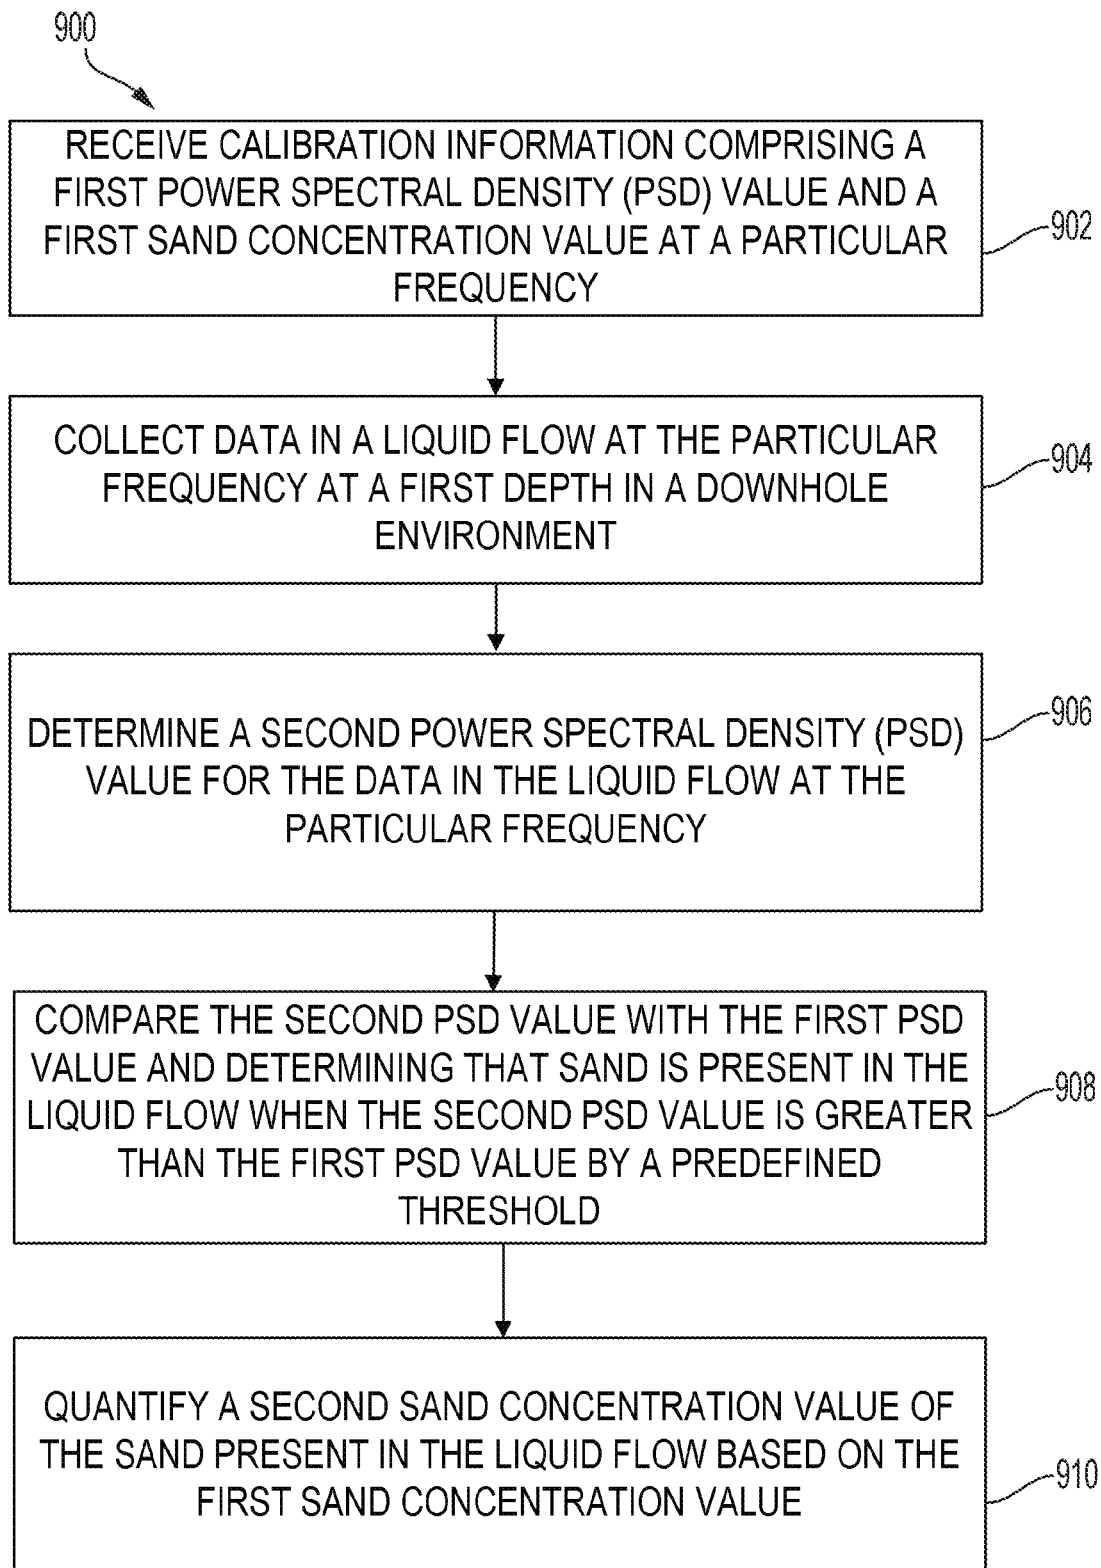 900
RECEIVE CALIBRATION INFORMATION COMPRISING A
FIRST POWER SPECTRAL DENSITY (PSD) VALUE AND A
FIRST SAND CONCENTRATION VALUE AT A PARTICULAR
FREQUENCY
902
COLLECT DATA IN A LIQUID FLOW AT THE PARTICULAR
FREQUENCY AT A FIRST DEPTH IN A DOWNHOLE
ENVIRONMENT
904
DETERMINE A SECOND POWER SPECTRAL DENSITY (PSD)
VALUE FOR THE DATA IN THE LIQUID FLOW AT THE
PARTICULAR FREQUENCY
906
COMPARE THE SECOND PSD VALUE WITH THE FIRST PSD
VALUE AND DETERMINING THAT SAND IS PRESENT IN THE
LIQUID FLOW WHEN THE SECOND PSD VALUE IS GREATER
THAN THE FIRST PSD VALUE BY A PREDEFINED
THRESHOLD
908
QUANTIFY A SECOND SAND CONCENTRATION VALUE OF
THE SAND PRESENT IN THE LIQUID FLOW BASED ON THE
FIRST SAND CONCENTRATION VALUE
910